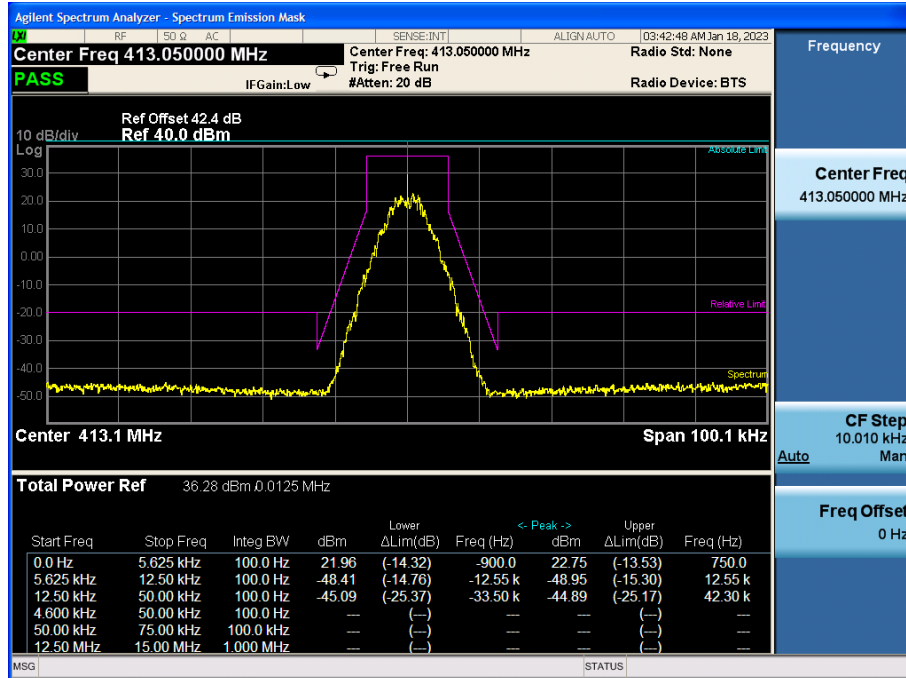 Agilent Spectrum Analyzer - Spectrum Emission Mask
LXI RF 50 Ω AC SENSE:INT ALIGN AUTO 03:42:48 AM Jan 18, 2023
Center Freq 413.050000 MHz Center Freq: 413.050000 MHz Radio Std: None
Trig: Free Run
PASS IFGain:Low #Atten: 20 dB Radio Device: BTS
Frequency
Ref Offset 42.4 dB
10 dB/div Ref 40.0 dBm
Log
Absolute Limit
30.0
20.0
10.0
0.00
-10.0
-20.0
Relative Limit
-30.0
-40.0
Spectrum
-50.0
Center 413.1 MHz Span 100.1 kHz
Center Freq
413.050000 MHz
CF Step
10.010 kHz
Auto Man
Freq Offset
0 Hz
Total Power Ref 36.28 dBm / 0.0125 MHz
Lower <- Peak -> Upper
Start Freq Stop Freq Integ BW dBm ΔLim(dB) Freq (Hz) dBm ΔLim(dB) Freq (Hz)
0.0 Hz 5.625 kHz 100.0 Hz 21.96 (-14.32) -900.0 22.75 (-13.53) 750.0
5.625 kHz 12.50 kHz 100.0 Hz -48.41 (-14.76) -12.55 k -48.95 (-15.30) 12.55 k
12.50 kHz 50.00 kHz 100.0 Hz -45.09 (-25.37) -33.50 k -44.89 (-25.17) 42.30 k
4.600 kHz 50.00 kHz 100.0 Hz --- (---) --- --- (---) ---
50.00 kHz 75.00 kHz 100.0 kHz --- (---) --- --- (---) ---
12.50 MHz 15.00 MHz 1.000 MHz --- (---) --- --- (---) ---
MSG STATUS